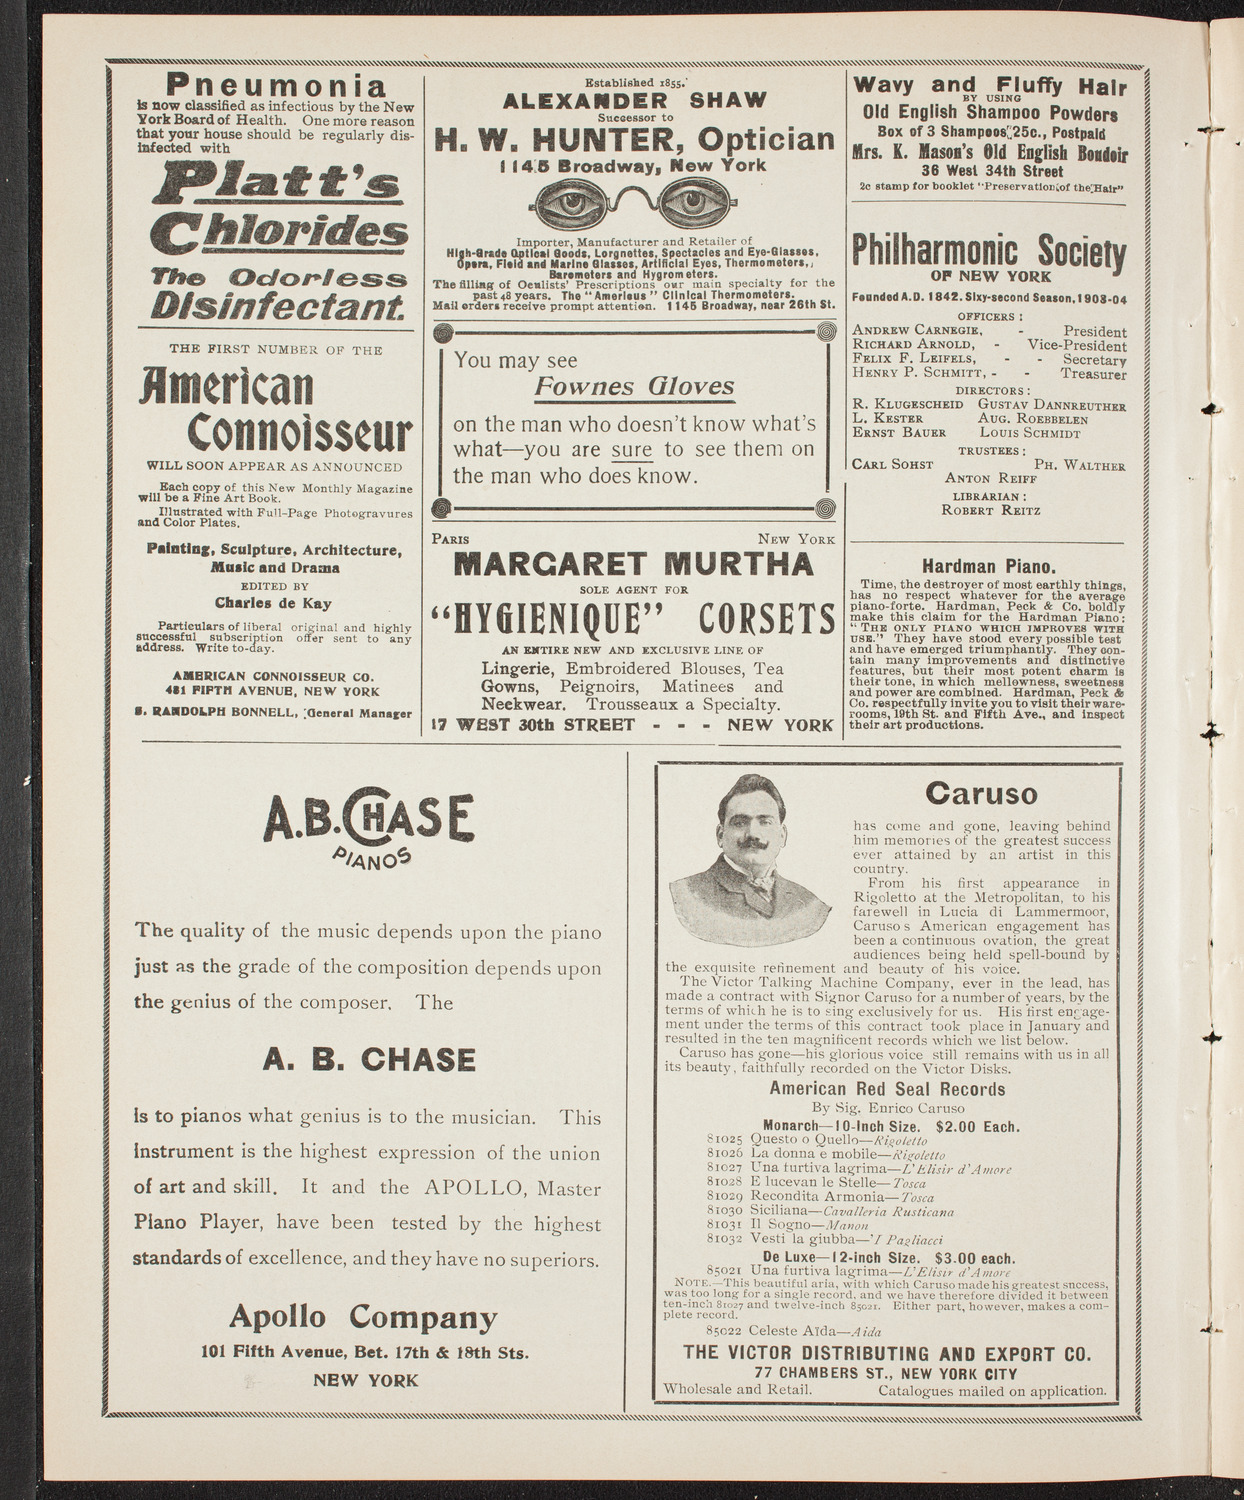 Pneumonia
is now classified as infectious by the New
York Board of Health. One more reason
that your house should be regularly dis-
infected with
Platt's
Chlorides
The Odorless
Disinfectant.
THE FIRST NUMBER OF THE
American
Connoisseur
WILL SOON APPEAR AS ANNOUNCED
Each copy of this New Monthly Magazine
will be a Fine Art Book.
Illustrated with Full-Page Photogravures
and Color Plates.
Painting, Sculpture, Architecture,
Music and Drama
EDITED BY
Charles de Kay
Particulars of liberal original and highly
successful subscription offer sent to any
address. Write to-day.
AMERICAN CONNOISSEUR CO.
481 FIFTH AVENUE, NEW YORK
S. RANDOLPH BONNELL, General Manager
Established 1855.
ALEXANDER SHAW
Successor to
H. W. HUNTER, Optician
1145 Broadway, New York
Importer, Manufacturer and Retailer of
High-Grade Optical Goods, Lorgnettes, Spectacles and Eye-Glasses,
Opera, Field and Marine Glasses, Artificial Eyes, Thermometers,
Barometers and Hygrometers.
The filling of Oculists' Prescriptions our main specialty for the
past 48 years. The "Amerious" Clinical Thermometers.
Mail orders receive prompt attention. 1145 Broadway, near 26th St.
You may see
Fownes Gloves
on the man who doesn't know what's
what—you are sure to see them on
the man who does know.
PARIS NEW YORK
MARGARET MURTHA
SOLE AGENT FOR
"HYGIENIQUE" CORSETS
AN ENTIRE NEW AND EXCLUSIVE LINE OF
Lingerie, Embroidered Blouses, Tea
Gowns, Peignoirs, Matinees and
Neckwear. Trousseaux a Specialty.
17 WEST 30th STREET - - - NEW YORK
Wavy and Fluffy Hair
BY USING
Old English Shampoo Powders
Box of 3 Shampoos, 25c., Postpaid
Mrs. K. Mason's Old English Boudoir
36 West 34th Street
2c stamp for booklet "Preservation of the Hair"
Philharmonic Society
OF NEW YORK
Founded A.D. 1842. Sixy-second Season, 1903-04
OFFICERS:
ANDREW CARNEGIE, - President
RICHARD ARNOLD, - Vice-President
FELIX F. LEIFELS, - - Secretary
HENRY P. SCHMITT, - - Treasurer
DIRECTORS:
R. KLUGESCHEID GUSTAV DANNREUTHER
L. KESTER AUG. ROEBBELEN
ERNST BAUER LOUIS SCHMIDT
TRUSTEES:
CARL SOHST PH. WALTHER
ANTON REIFF
LIBRARIAN:
ROBERT REITZ
Hardman Piano.
Time, the destroyer of most earthly things,
has no respect whatever for the average
piano-forte. Hardman, Peck & Co. boldly
make this claim for the Hardman Piano:
"THE ONLY PIANO WHICH IMPROVES WITH
USE." They have stood every possible test
and have emerged triumphantly. They con-
tain many improvements and distinctive
features, but their most potent charm is
their tone, in which mellowness, sweetness
and power are combined. Hardman, Peck &
Co. respectfully invite you to visit their ware-
rooms, 19th St. and Fifth Ave., and inspect
their art productions.
A.B. CHASE
PIANOS
The quality of the music depends upon the piano
just as the grade of the composition depends upon
the genius of the composer. The
A. B. CHASE
is to pianos what genius is to the musician. This
instrument is the highest expression of the union
of art and skill. It and the APOLLO, Master
Piano Player, have been tested by the highest
standards of excellence, and they have no superiors.
Apollo Company
101 Fifth Avenue, Bet. 17th & 18th Sts.
NEW YORK
Caruso
has come and gone, leaving behind
him memories of the greatest success
ever attained by an artist in this
country.
From his first appearance in
Rigoletto at the Metropolitan, to his
farewell in Lucia di Lammermoor,
Caruso s American engagement has
been a continuous ovation, the great
audiences being held spell-bound by
the exquisite refinement and beauty of his voice.
The Victor Talking Machine Company, ever in the lead, has
made a contract with Signor Caruso for a number of years, by the
terms of which he is to sing exclusively for us. His first engage-
ment under the terms of this contract took place in January and
resulted in the ten magnificent records which we list below.
Caruso has gone—his glorious voice still remains with us in all
its beauty, faithfully recorded on the Victor Disks.
American Red Seal Records
By Sig. Enrico Caruso
Monarch—10-Inch Size. $2.00 Each.
81025 Questo o Quello—Rigoletto
81026 La donna e mobile—Rigoletto
81027 Una furtiva lagrima—L'Elisir d'Amore
81028 E lucevan le Stelle—Tosca
81029 Recondita Armonia—Tosca
81030 Siciliana—Cavalleria Rusticana
81031 Il Sogno—Manon
81032 Vesti la giubba—'I Pagliacci
De Luxe—12-inch Size. $3.00 each.
85021 Una furtiva lagrima—L'Elisir d'Amore
NOTE.—This beautiful aria, with which Caruso made his greatest success,
was too long for a single record, and we have therefore divided it between
ten-inch 81027 and twelve-inch 85021. Either part, however, makes a com-
plete record.
85022 Celeste Aïda—Aida
THE VICTOR DISTRIBUTING AND EXPORT CO.
77 CHAMBERS ST., NEW YORK CITY
Wholesale and Retail. Catalogues mailed on application.